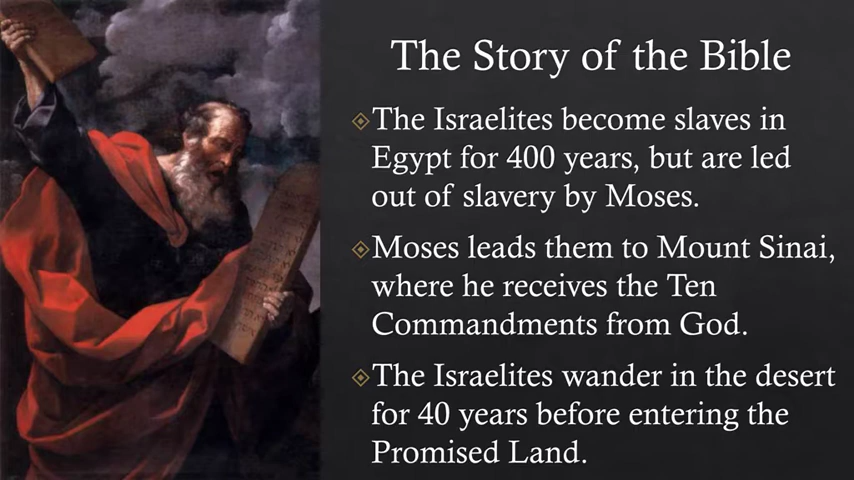 The Story of the Bible
The Israelites become slaves in
Egypt for 400 years, but are led
out of slavery by Moses.
Moses leads them to Mount Sinai,
where he receives the Ten
Commandments from God.
The Israelites wander in the desert
for 40 years before entering the
Promised Land.